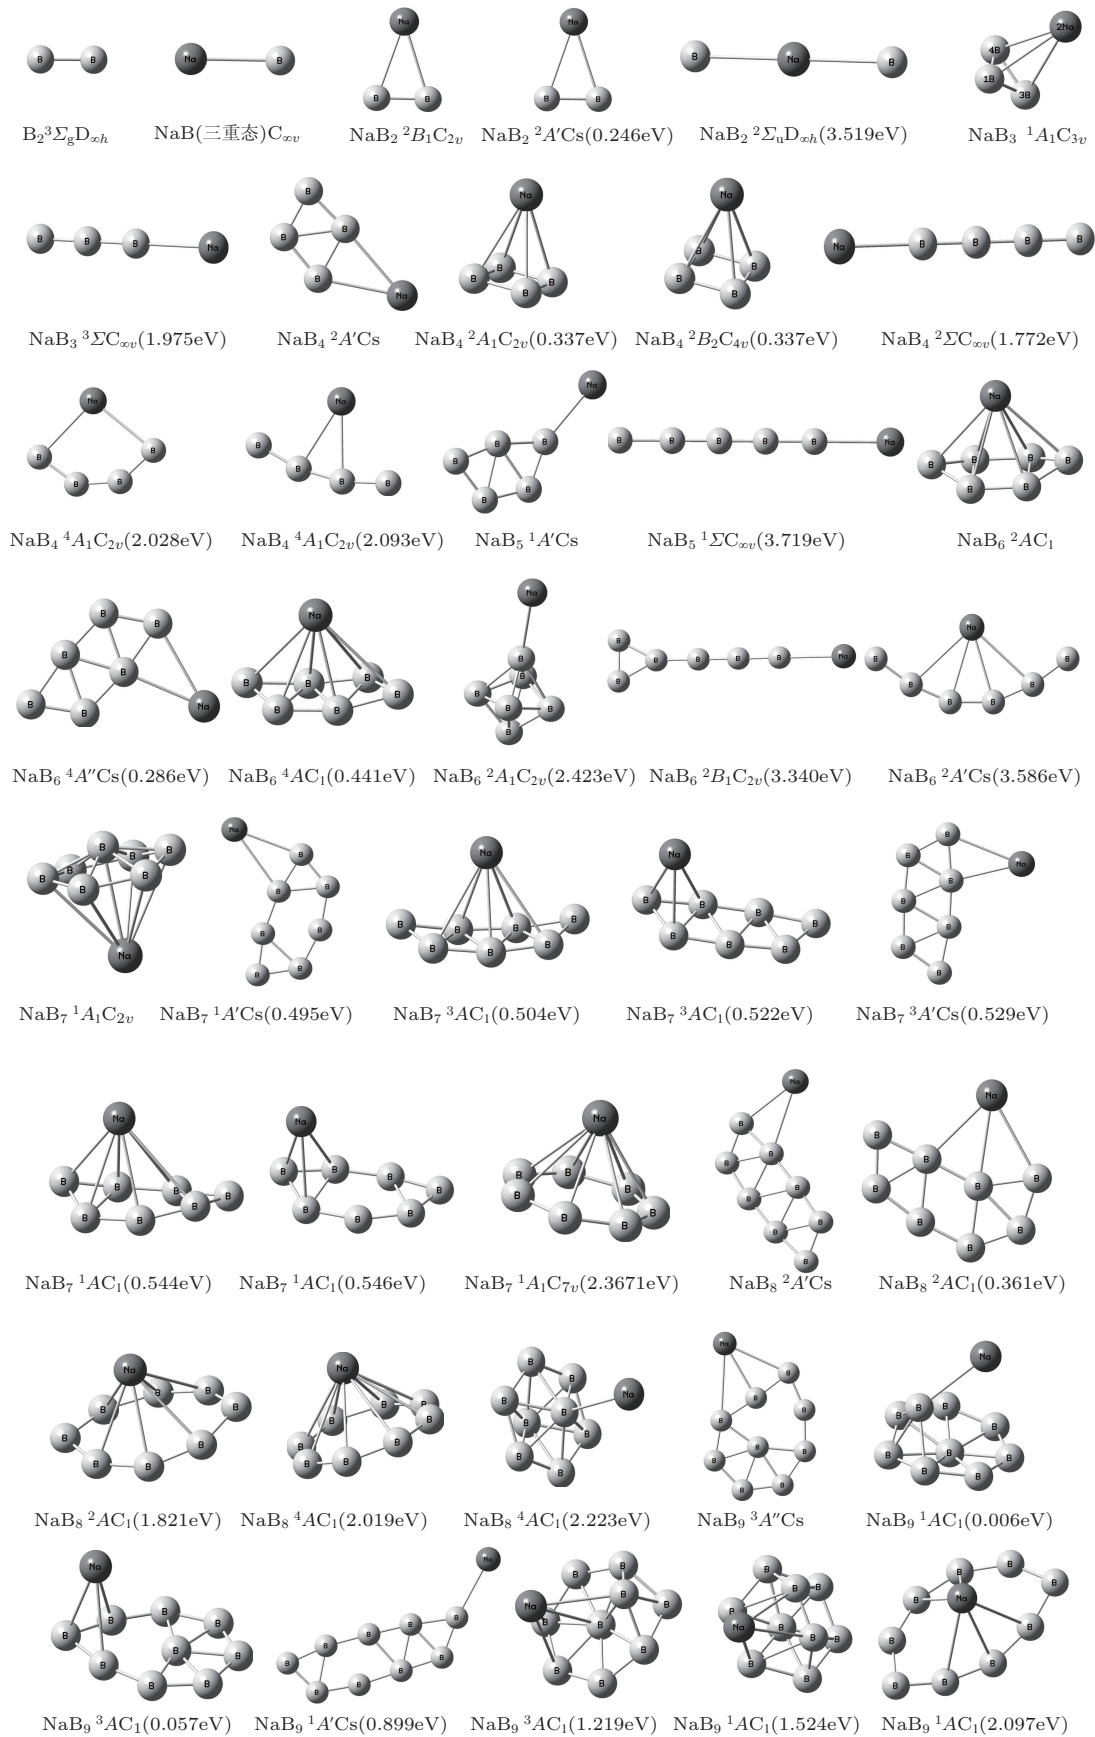 B₂ ³Σ_gD∞h NaB(三重态)C∞v NaB₂ ²B₁C₂v NaB₂ ²A′Cs(0.246eV) NaB₂ ²Σ_uD∞h(3.519eV) NaB₃ ¹A₁C₃v
NaB₃ ³ΣC∞v(1.975eV) NaB₄ ²A′Cs NaB₄ ²A₁C₂v(0.337eV) NaB₄ ²B₂C₄v(0.337eV) NaB₄ ²ΣC∞v(1.772eV)
NaB₄ ⁴A₁C₂v(2.028eV) NaB₄ ⁴A₁C₂v(2.093eV) NaB₅ ¹A′Cs NaB₅ ¹ΣC∞v(3.719eV) NaB₆ ²AC₁
NaB₆ ⁴A″Cs(0.286eV) NaB₆ ⁴AC₁(0.441eV) NaB₆ ²A₁C₂v(2.423eV) NaB₆ ²B₁C₂v(3.340eV) NaB₆ ²A′Cs(3.586eV)
NaB₇ ¹A₁C₂v NaB₇ ¹A′Cs(0.495eV) NaB₇ ³AC₁(0.504eV) NaB₇ ³AC₁(0.522eV) NaB₇ ³A′Cs(0.529eV)
NaB₇ ¹AC₁(0.544eV) NaB₇ ¹AC₁(0.546eV) NaB₇ ¹A₁C₇v(2.3671eV) NaB₈ ²A′Cs NaB₈ ²AC₁(0.361eV)
NaB₈ ²AC₁(1.821eV) NaB₈ ⁴AC₁(2.019eV) NaB₈ ⁴AC₁(2.223eV) NaB₉ ³A″Cs NaB₉ ¹AC₁(0.006eV)
NaB₉ ³AC₁(0.057eV) NaB₉ ¹A′Cs(0.899eV) NaB₉ ³AC₁(1.219eV) NaB₉ ¹AC₁(1.524eV) NaB₉ ¹AC₁(2.097eV)